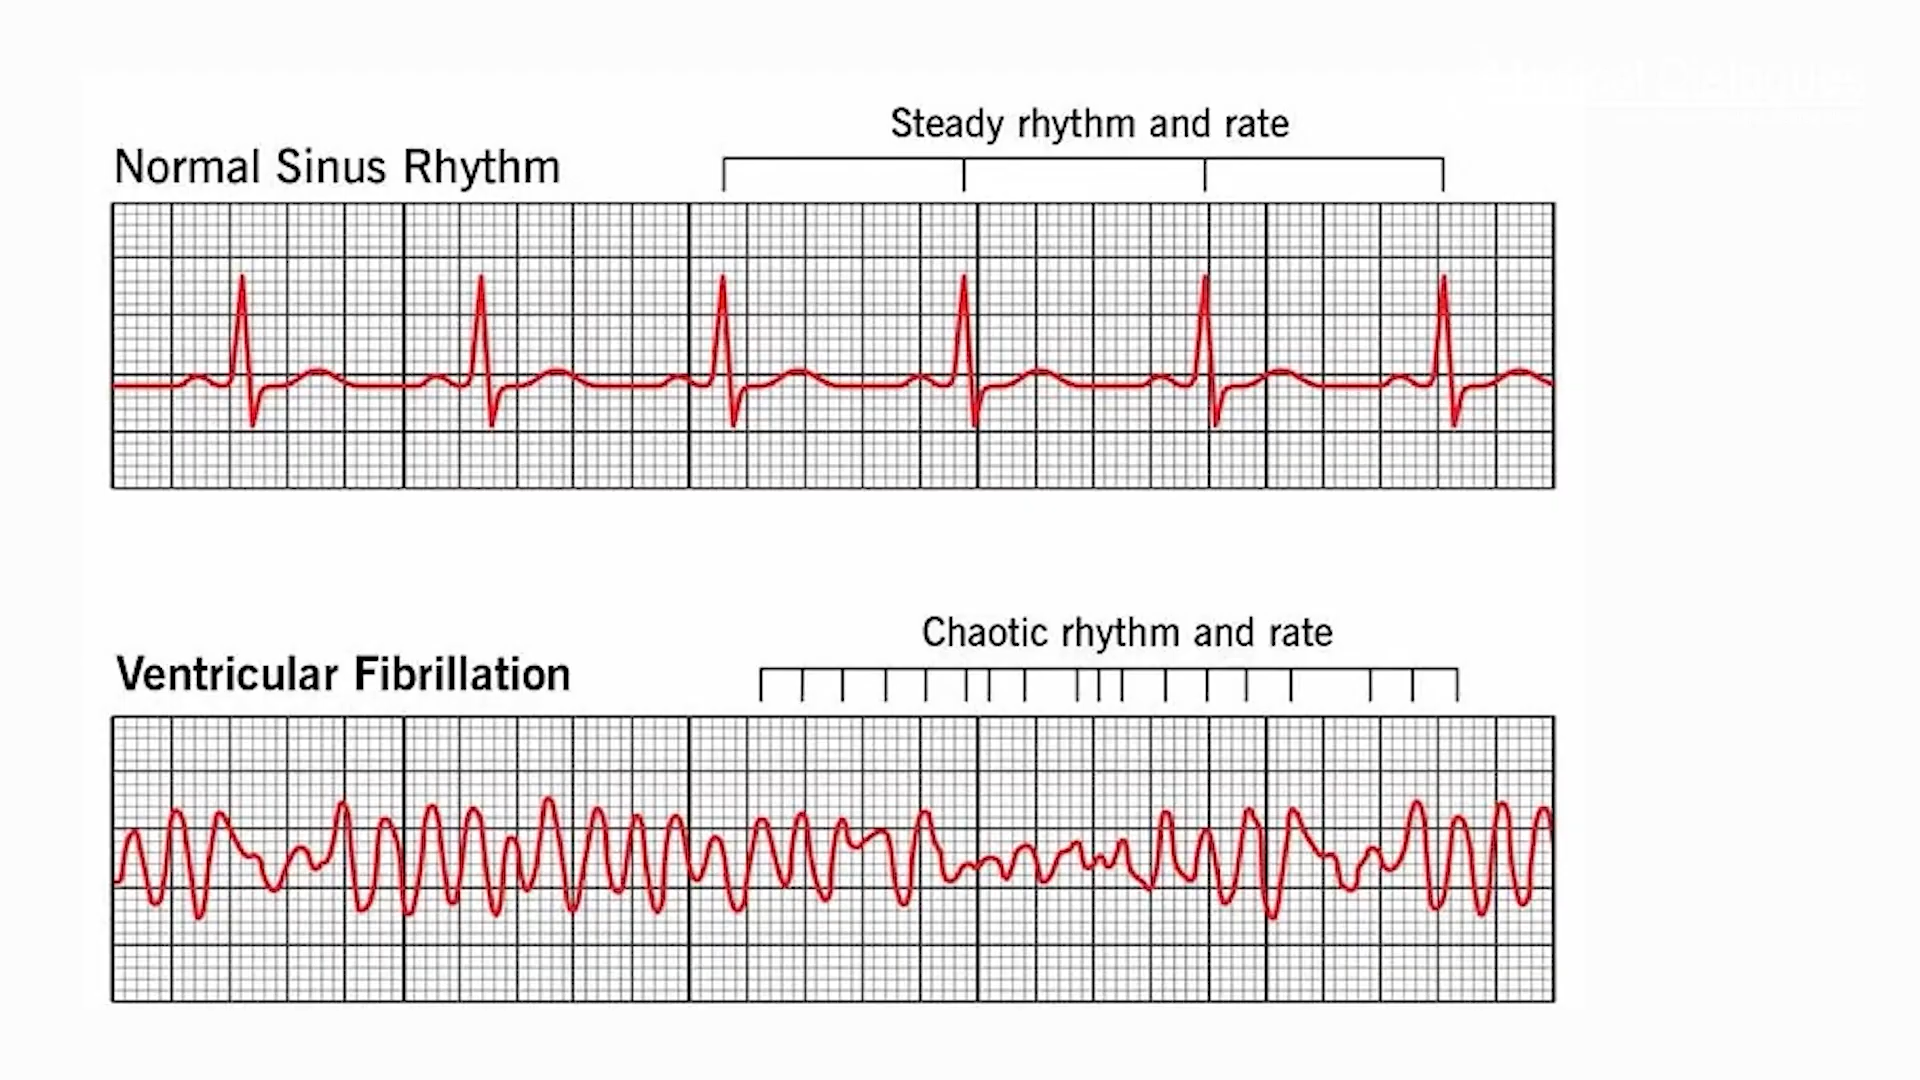 Steady rhythm and rate
Normal Sinus Rhythm
Chaotic rhythm and rate
Ventricular Fibrillation